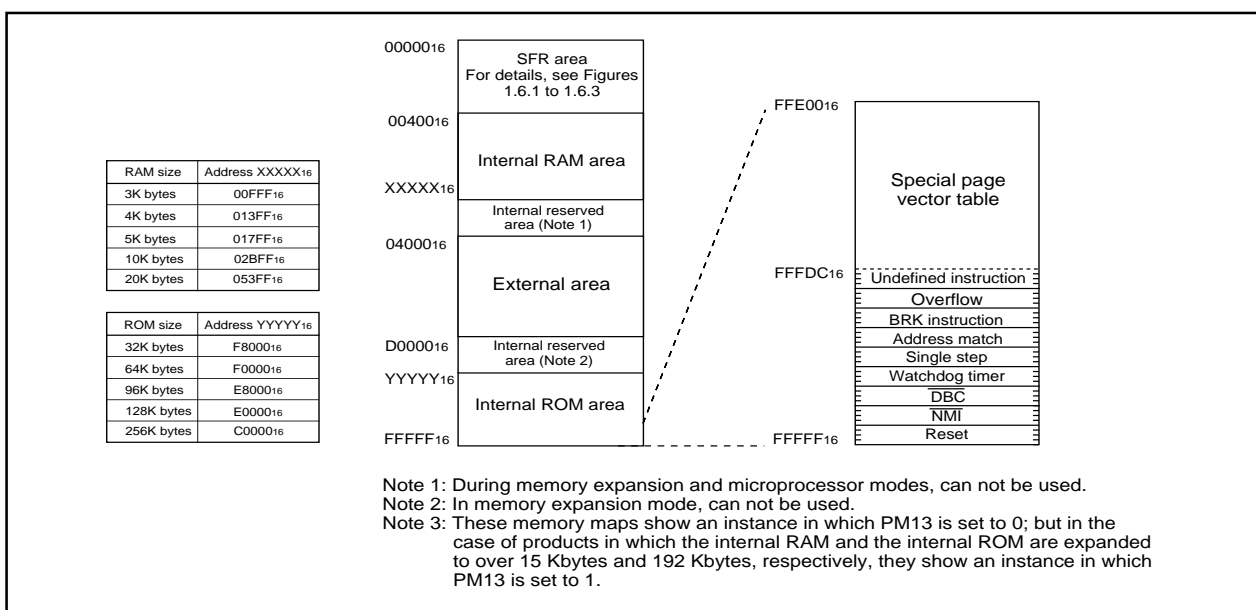 RAM size Address XXXXX16
3K bytes 00FFF16
4K bytes 013FF16
5K bytes 017FF16
10K bytes 02BFF16
20K bytes 053FF16
ROM size Address YYYYY16
32K bytes F800016
64K bytes F000016
96K bytes E800016
128K bytes E000016
256K bytes C000016
0000016
SFR area
For details, see Figures
1.6.1 to 1.6.3
0040016
Internal RAM area
XXXXX16
Internal reserved
area (Note 1)
0400016
External area
D000016
Internal reserved
area (Note 2)
YYYYY16
Internal ROM area
FFFFF16
FFE0016
Special page
vector table
FFFDC16
Undefined instruction
Overflow
BRK instruction
Address match
Single step
Watchdog timer
DBC
NMI
Reset
FFFFF16
Note 1: During memory expansion and microprocessor modes, can not be used.
Note 2: In memory expansion mode, can not be used.
Note 3: These memory maps show an instance in which PM13 is set to 0; but in the
case of products in which the internal RAM and the internal ROM are expanded
to over 15 Kbytes and 192 Kbytes, respectively, they show an instance in which
PM13 is set to 1.